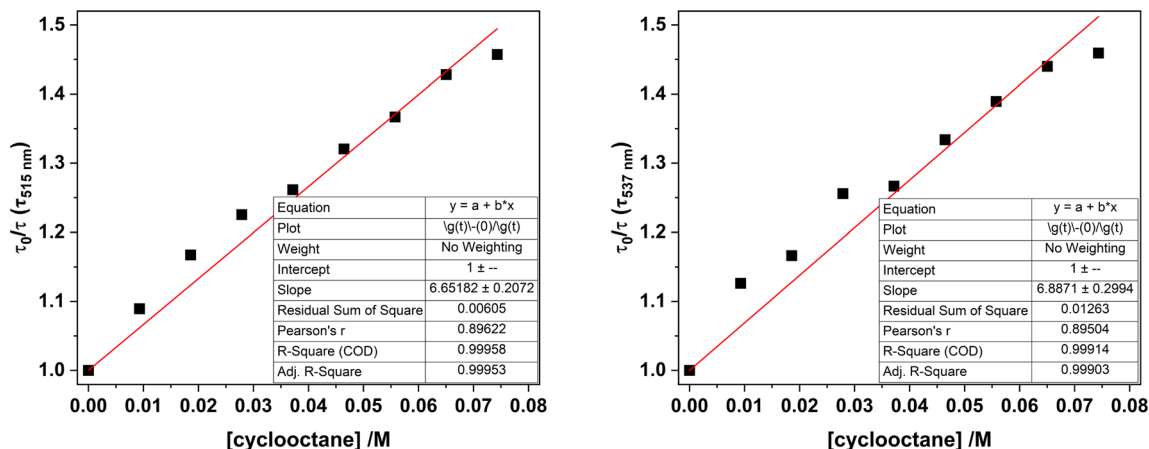 1.5
1.4
1.3
1.2
1.1
1.0
τ0/τ (τ515 nm)
Equation y = a + b*x
Plot \g(t)\-(0)/\g(t)
Weight No Weighting
Intercept 1 ± --
Slope 6.65182 ± 0.2072
Residual Sum of Square 0.00605
Pearson's r 0.89622
R-Square (COD) 0.99958
Adj. R-Square 0.99953
0.00 0.01 0.02 0.03 0.04 0.05 0.06 0.07 0.08
[cyclooctane] /M
1.5
1.4
1.3
1.2
1.1
1.0
τ0/τ (τ537 nm)
Equation y = a + b*x
Plot \g(t)\-(0)/\g(t)
Weight No Weighting
Intercept 1 ± --
Slope 6.8871 ± 0.2994
Residual Sum of Square 0.01263
Pearson's r 0.89504
R-Square (COD) 0.99914
Adj. R-Square 0.99903
0.00 0.01 0.02 0.03 0.04 0.05 0.06 0.07 0.08
[cyclooctane] /M